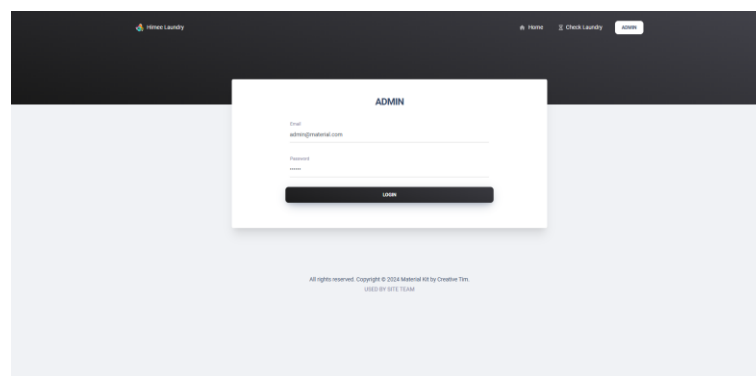 Himee Laundry
Home
Check Laundry
ADMIN
ADMIN
Email
admin@material.com
Password
••••••
LOGIN
All rights reserved. Copyright © 2024 Material Kit by Creative Tim.
USED BY SITE TEAM